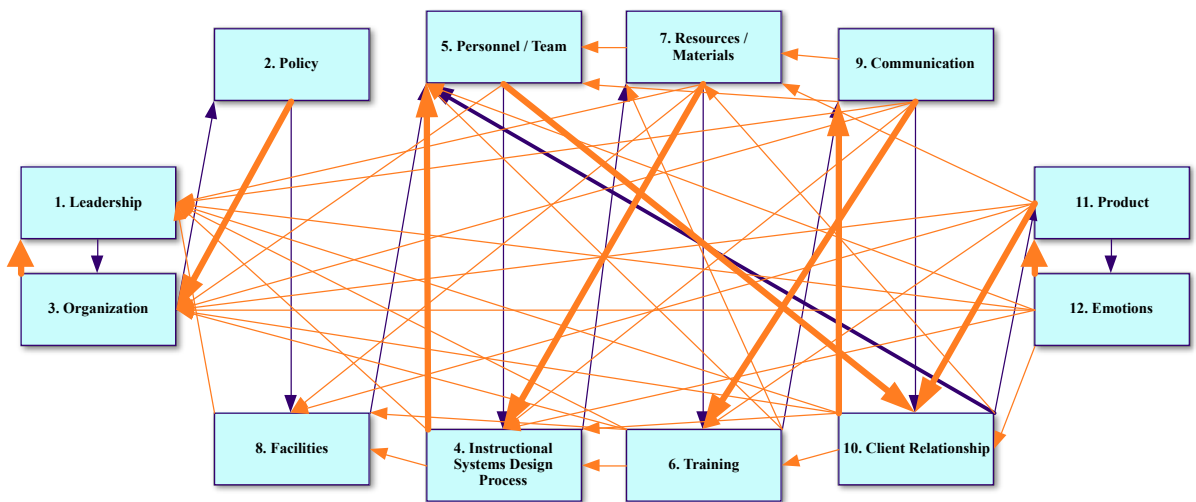 5. Personnel / Team
7. Resources /
Materials
2. Policy
9. Communication
1. Leadership
11. Product
3. Organization
12. Emotions
8. Facilities
4. Instructional
Systems Design
Process
6. Training
10. Client Relationship